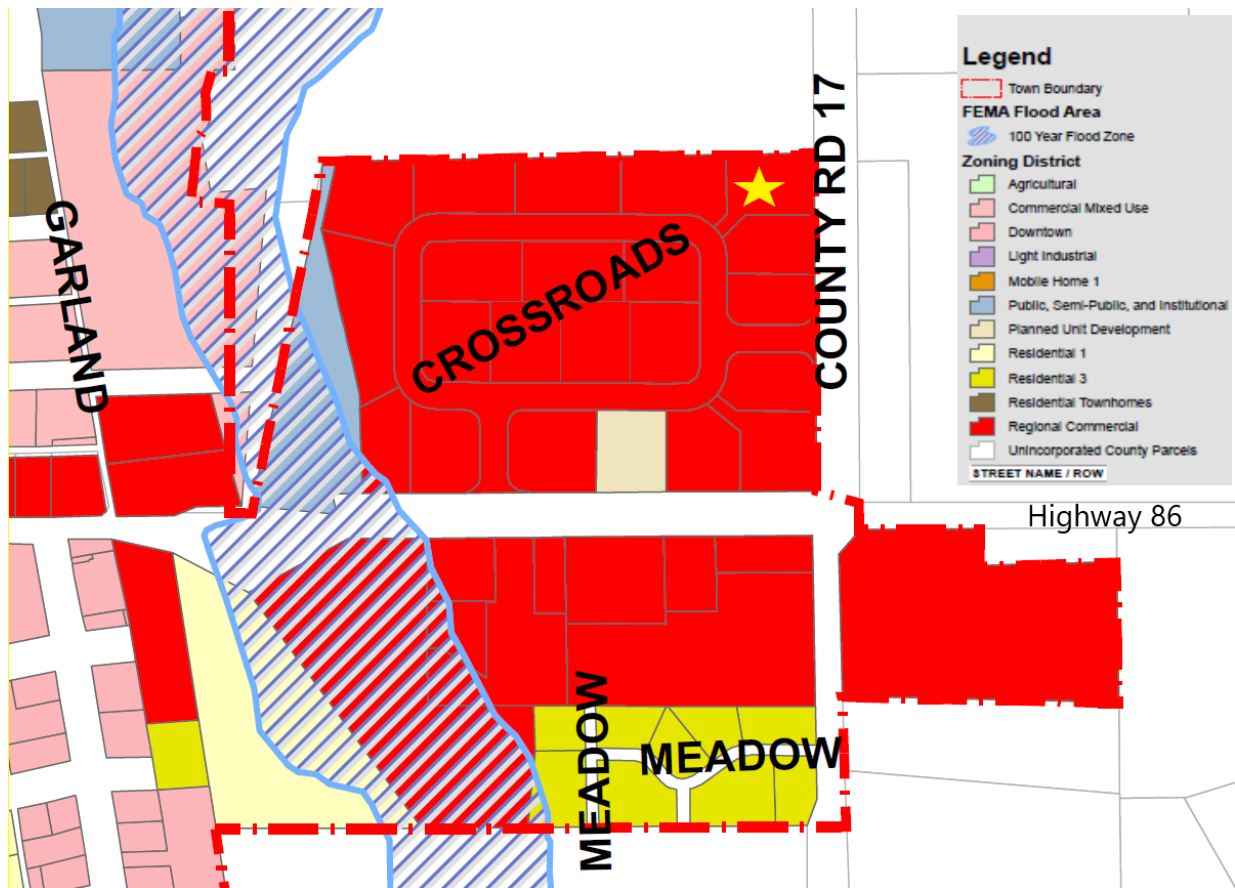 GARLAND
CROSSROADS
COUNTY RD 17
Legend
Town Boundary
FEMA Flood Area
100 Year Flood Zone
Zoning District
Agricultural
Commercial Mixed Use
Downtown
Light Industrial
Mobile Home 1
Public, Semi-Public, and Institutional
Planned Unit Development
Residential 1
Residential 3
Residential Townhomes
Regional Commercial
Unincorporated County Parcels
STREET NAME / ROW
Highway 86
MEADOW
MEADOW